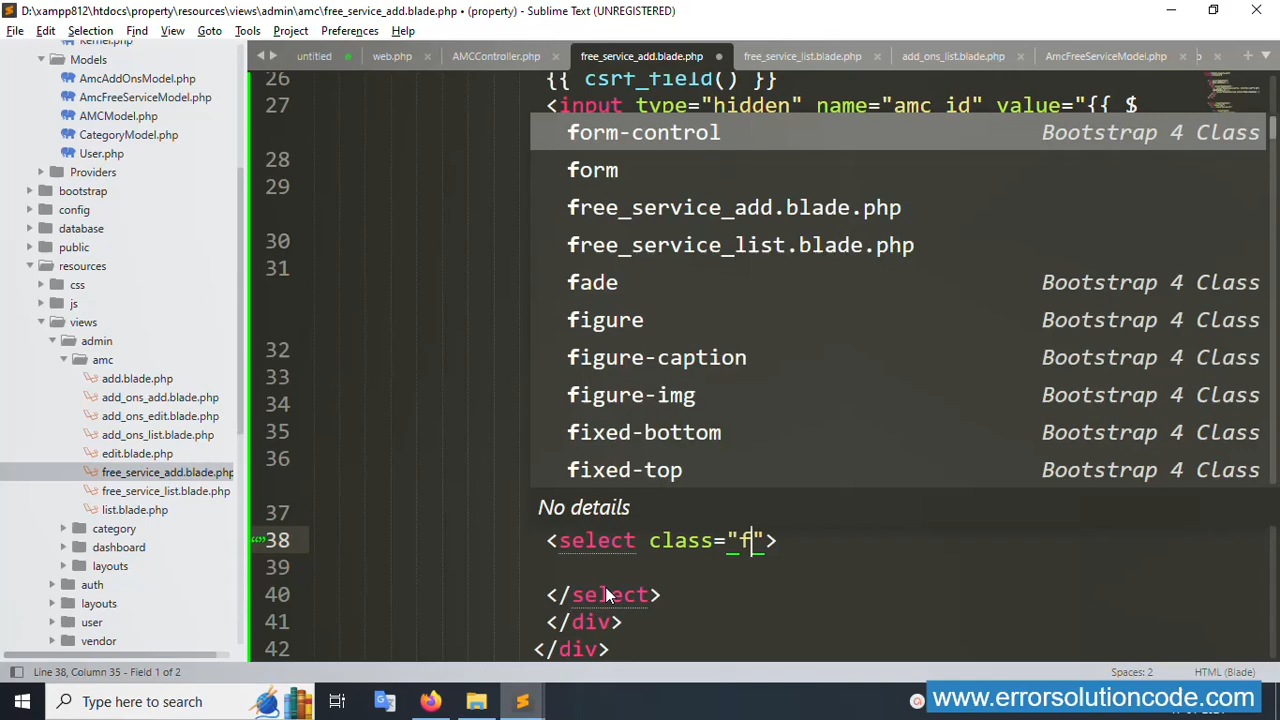 D:\xampp812\htdocs\property\resources\views\admin\amc\free_service_add.blade.php • (property) - Sublime Text (UNREGISTERED)
File Edit Selection Find View Goto Tools Project Preferences Help
untitled web.php AMCController.php free_service_add.blade.php free_service_list.blade.php add_ons_list.blade.php AmcFreeServiceModel.php
Kernel.php
Models
AmcAddOnsModel.php
AmcFreeServiceModel.php
AMCModel.php
CategoryModel.php
User.php
Providers
bootstrap
config
database
public
resources
css
js
views
admin
amc
add.blade.php
add_ons_add.blade.php
add_ons_edit.blade.php
add_ons_list.blade.php
edit.blade.php
free_service_add.blade.php
free_service_list.blade.php
list.blade.php
category
dashboard
layouts
auth
layouts
user
vendor
26 {{ csrf_field() }}
27 <input type="hidden" name="amc_id" value="{{ $
form-control Bootstrap 4 Class
form
free_service_add.blade.php
free_service_list.blade.php
fade Bootstrap 4 Class
figure Bootstrap 4 Class
figure-caption Bootstrap 4 Class
figure-img Bootstrap 4 Class
fixed-bottom Bootstrap 4 Class
fixed-top Bootstrap 4 Class
No details
28
29
30
31
32
33
34
35
36
37
38 <select class="f">
39
40 </select>
41 </div>
42 </div>
Line 38, Column 35 - Field 1 of 2 Spaces: 2 HTML (Blade)
Type here to search
www.errorsolutioncode.com